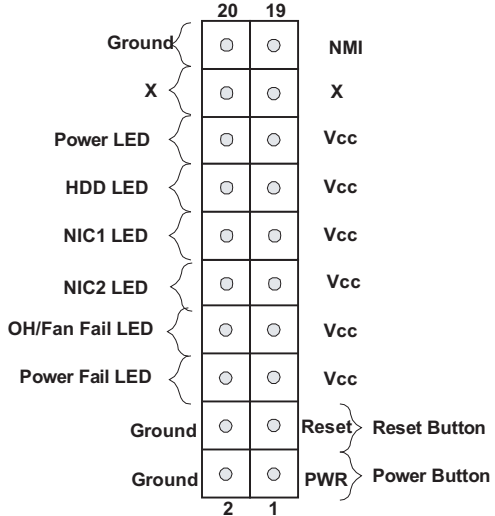 20 19
Ground NMI
X X
Power LED Vcc
HDD LED Vcc
NIC1 LED Vcc
NIC2 LED Vcc
OH/Fan Fail LED Vcc
Power Fail LED Vcc
Ground Reset Reset Button
Ground PWR Power Button
2 1